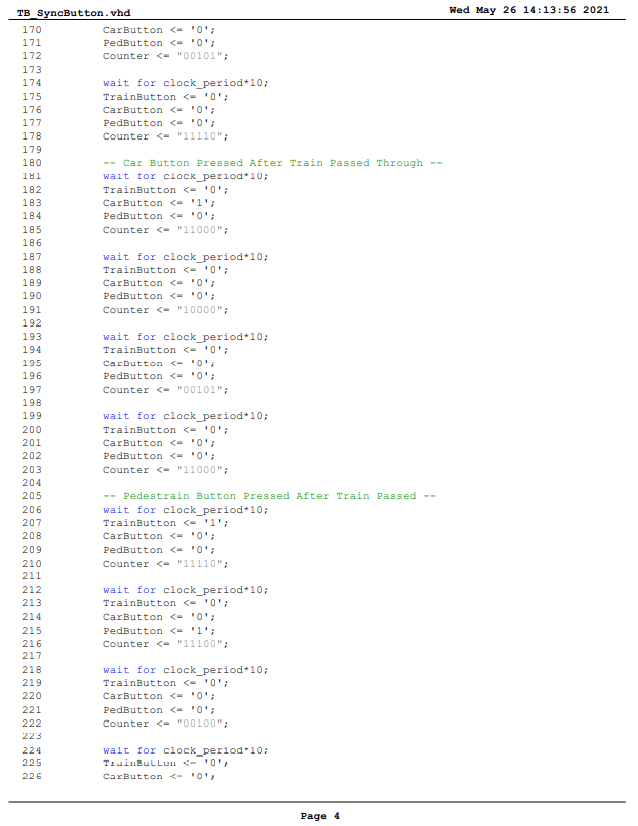 TB_SyncButton.vhd Wed May 26 14:13:56 2021
170 CarButton <= '0';
171 PedButton <= '0';
172 Counter <= "00101";
173
174 wait for clock_period*10;
175 TrainButton <= '0';
176 CarButton <= '0';
177 PedButton <= '0';
178 Counter <= "11110";
179
180 -- Car Button Pressed After Train Passed Through --
181 wait for clock_period*10;
182 TrainButton <= '0';
183 CarButton <= '1';
184 PedButton <= '0';
185 Counter <= "11000";
186
187 wait for clock_period*10;
188 TrainButton <= '0';
189 CarButton <= '0';
190 PedButton <= '0';
191 Counter <= "10000";
192
193 wait for clock_period*10;
194 TrainButton <= '0';
195 CarButton <= '0';
196 PedButton <= '0';
197 Counter <= "00101";
198
199 wait for clock_period*10;
200 TrainButton <= '0';
201 CarButton <= '0';
202 PedButton <= '0';
203 Counter <= "11000";
204
205 -- Pedestrain Button Pressed After Train Passed --
206 wait for clock_period*10;
207 TrainButton <= '1';
208 CarButton <= '0';
209 PedButton <= '0';
210 Counter <= "11110";
211
212 wait for clock_period*10;
213 TrainButton <= '0';
214 CarButton <= '0';
215 PedButton <= '1';
216 Counter <= "11100";
217
218 wait for clock_period*10;
219 TrainButton <= '0';
220 CarButton <= '0';
221 PedButton <= '0';
222 Counter <= "00100";
223
224 wait for clock_period*10;
225 TrainButton <= '0';
226 CarButton <= '0';
Page 4